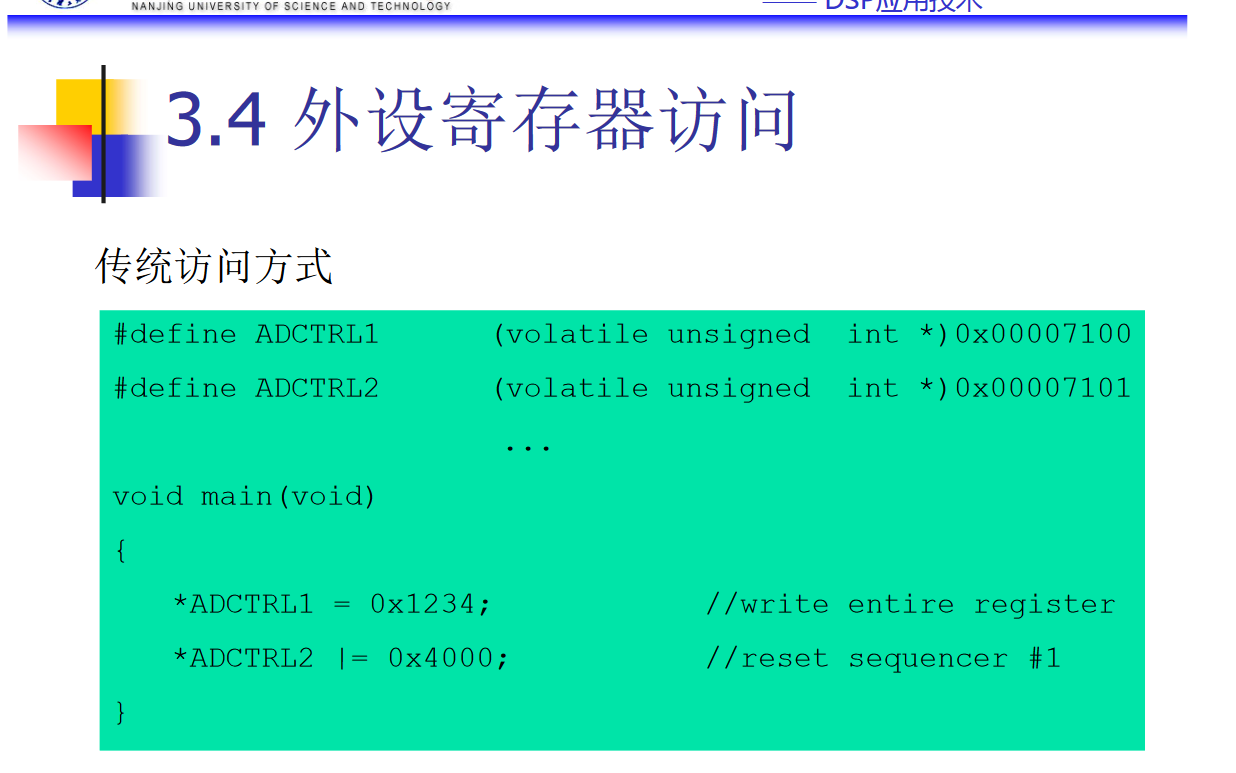 NANJING UNIVERSITY OF SCIENCE AND TECHNOLOGY
—— DSP应用技术
3.4 外设寄存器访问
传统访问方式
#define ADCTRL1 (volatile unsigned int *)0x00007100
#define ADCTRL2 (volatile unsigned int *)0x00007101
...
void main(void)
{
*ADCTRL1 = 0x1234; //write entire register
*ADCTRL2 |= 0x4000; //reset sequencer #1
}